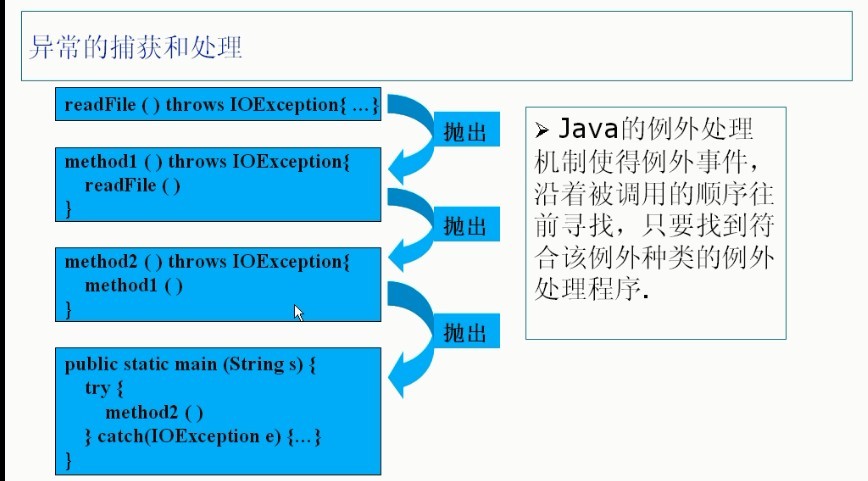 异常的捕获和处理
readFile ( ) throws IOException{ …}
抛出
method1 ( ) throws IOException{
readFile ( )
}
抛出
method2 ( ) throws IOException{
method1 ( )
}
抛出
public static main (String s) {
try {
method2 ( )
} catch(IOException e) {…}
}
➢ Java的例外处理
机制使得例外事件，
沿着被调用的顺序往
前寻找，只要找到符
合该例外种类的例外
处理程序.